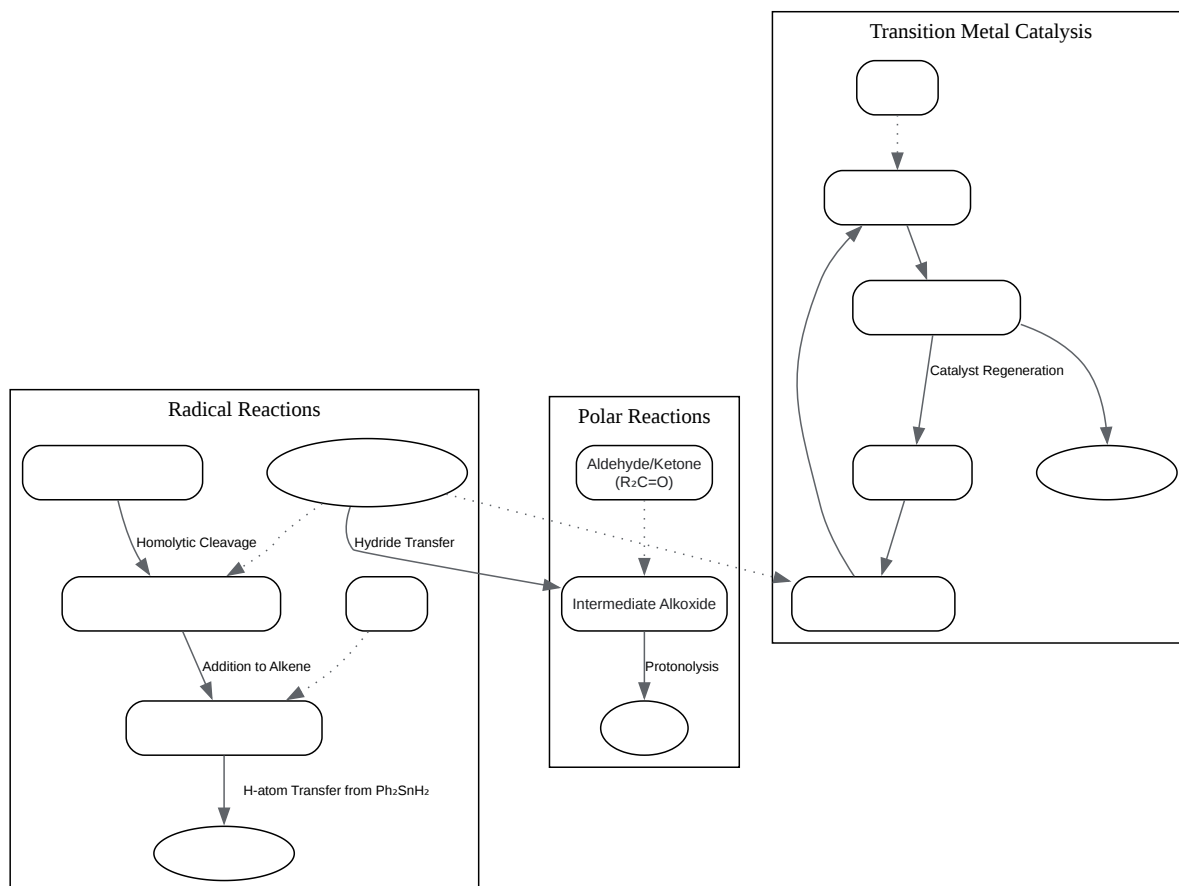 Transition Metal Catalysis
Catalyst Regeneration
Radical Reactions
Homolytic Cleavage
Hydride Transfer
Addition to Alkene
H-atom Transfer from Ph₂SnH₂
Polar Reactions
Aldehyde/Ketone
(R₂C=O)
Intermediate Alkoxide
Protonolysis